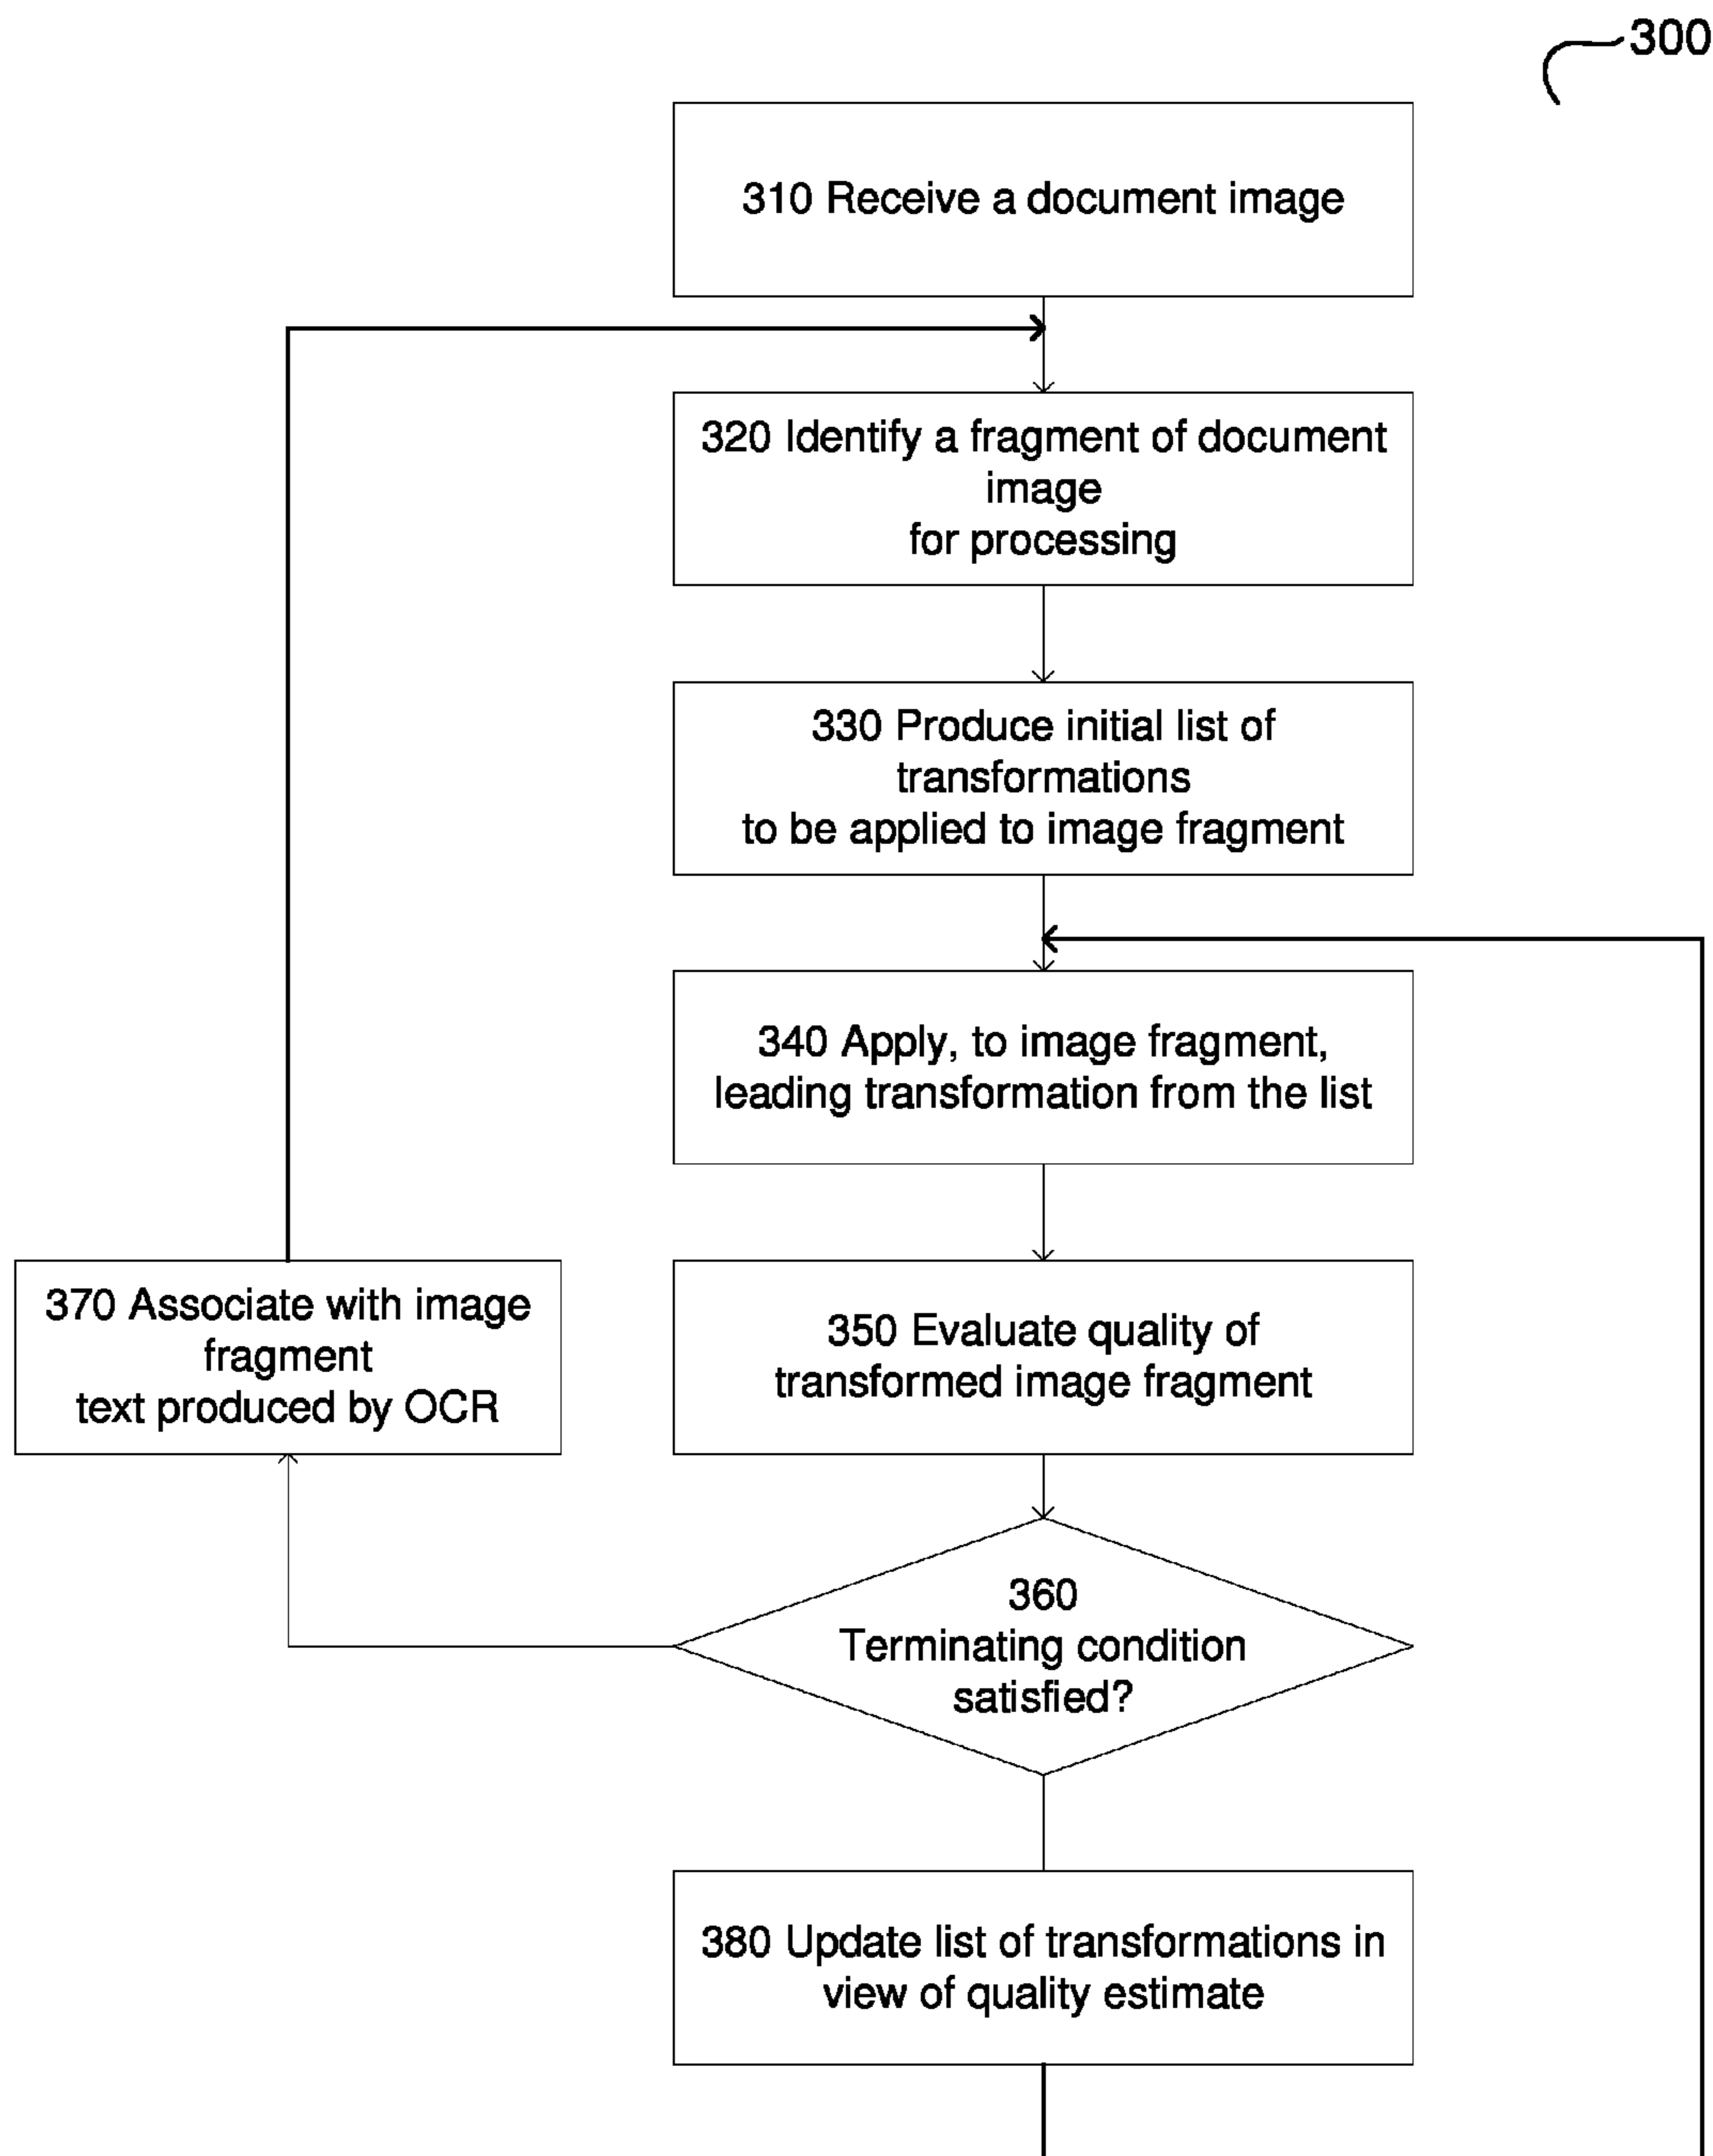 300
310 Receive a document image
320 Identify a fragment of document
image
for processing
330 Produce initial list of
transformations
to be applied to image fragment
340 Apply, to image fragment,
leading transformation from the list
370 Associate with image
fragment
text produced by OCR
350 Evaluate quality of
transformed image fragment
360
Terminating condition
satisfied?
380 Update list of transformations in
view of quality estimate